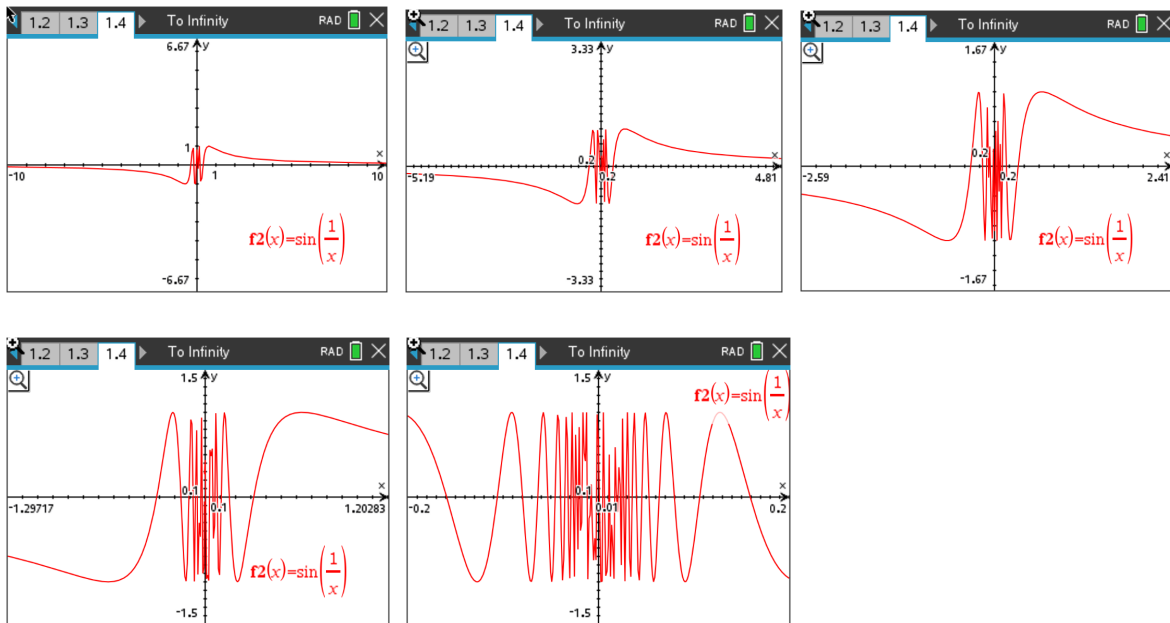 1.2 1.3 1.4 To Infinity RAD
6.67 y
1
x
-10 1 10
f2(x)=sin(1/x)
-6.67
1.2 1.3 1.4 To Infinity RAD
3.33 y
0.2
x
-5.19 0.2 4.81
f2(x)=sin(1/x)
-3.33
1.2 1.3 1.4 To Infinity RAD
1.67 y
0.2
x
-2.59 0.2 2.41
f2(x)=sin(1/x)
-1.67
1.2 1.3 1.4 To Infinity RAD
1.5 y
0.1
x
-1.29717 0.1 1.20283
f2(x)=sin(1/x)
-1.5
1.2 1.3 1.4 To Infinity RAD
1.5 y
f2(x)=sin(1/x)
0.1
x
-0.2 0.01 0.2
-1.5